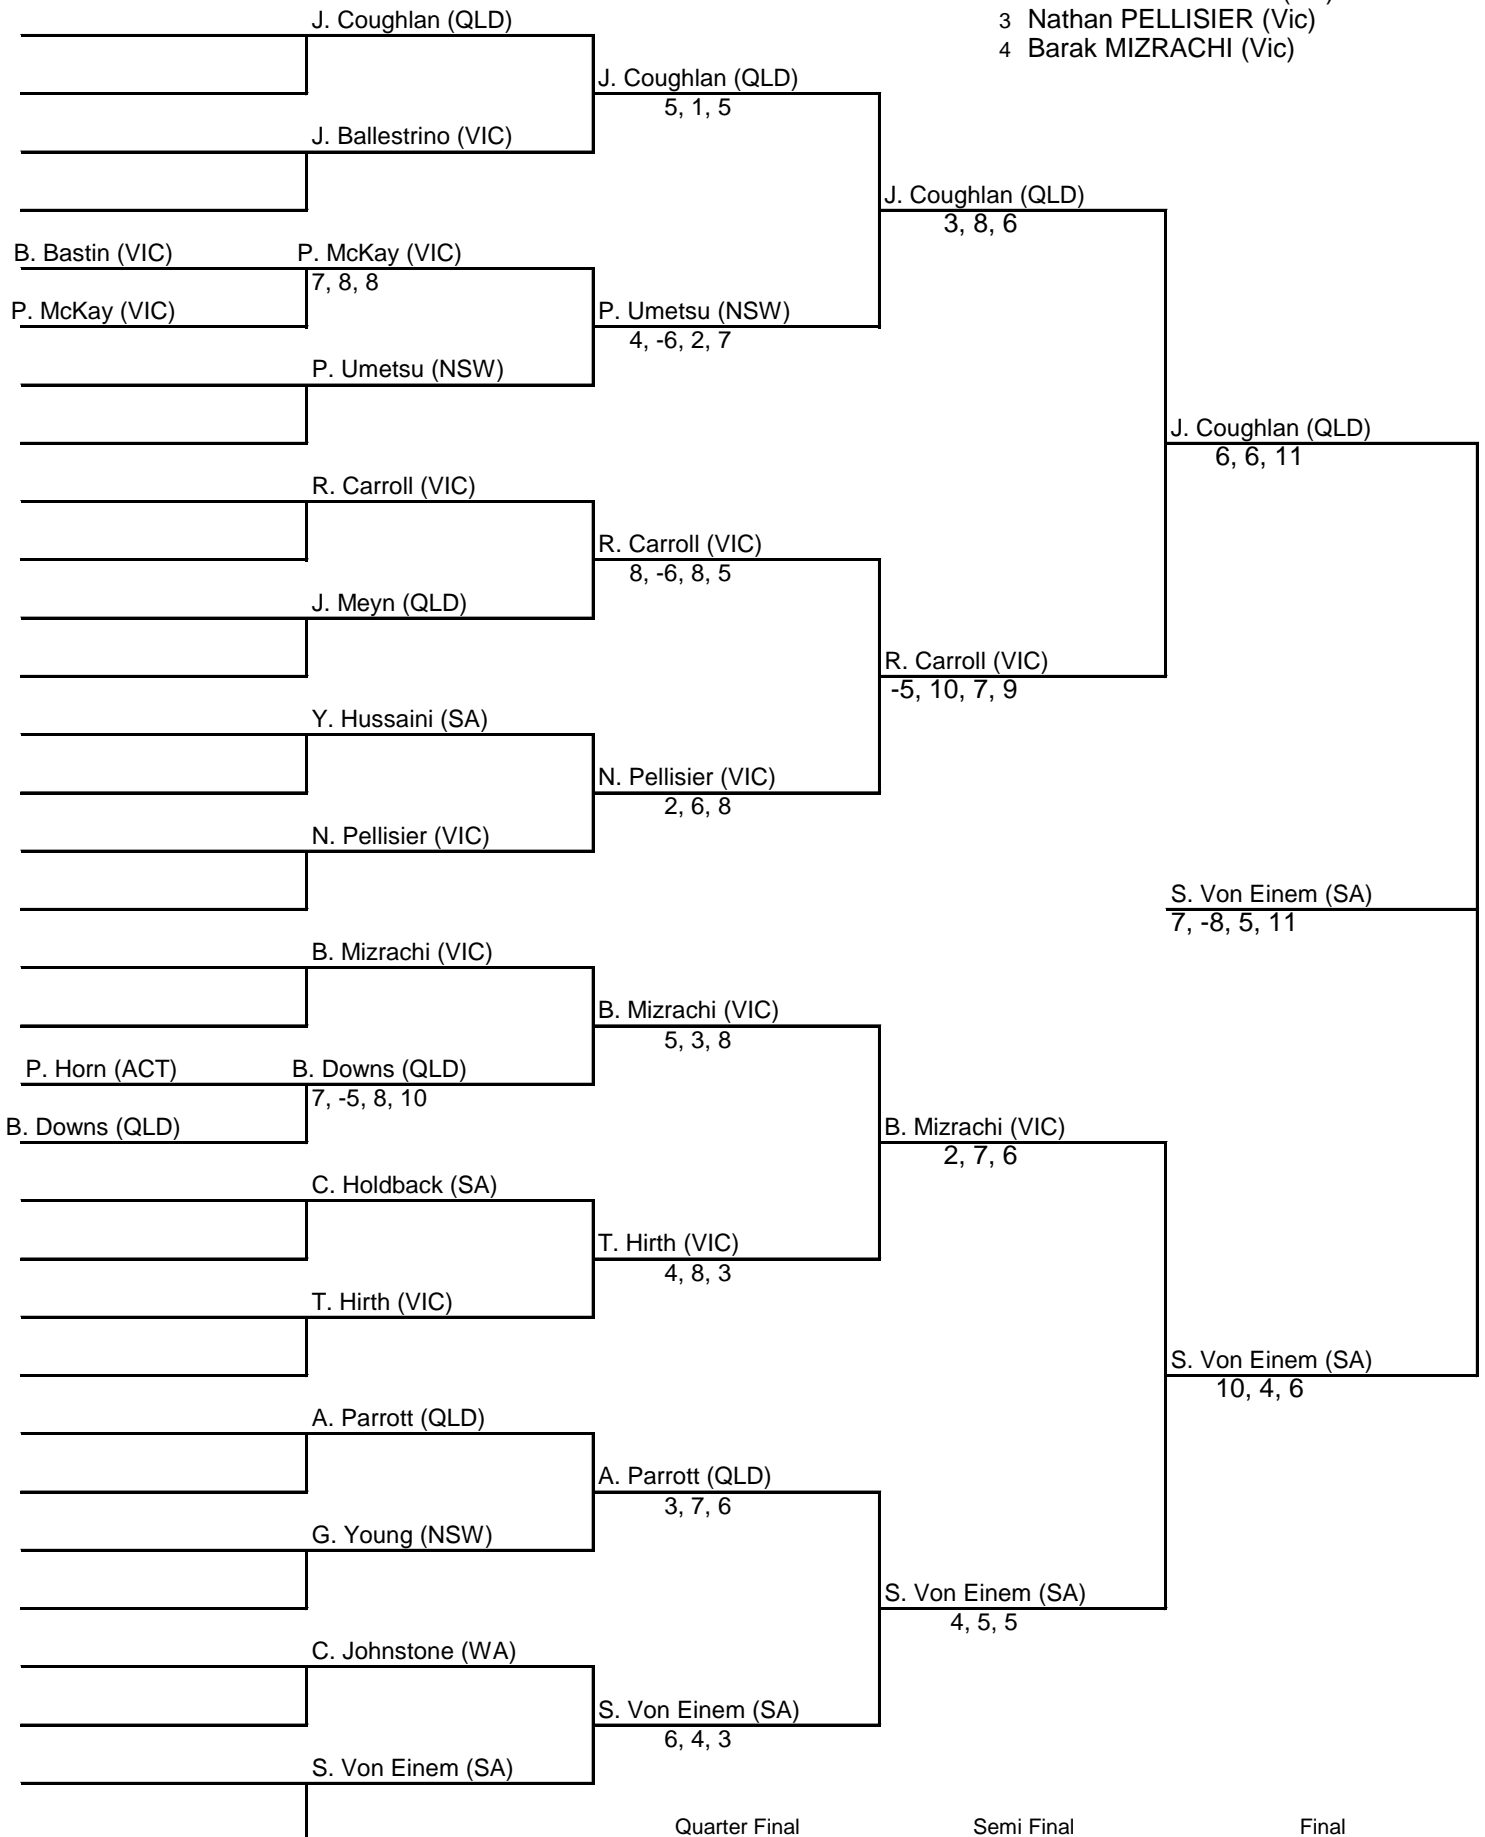 J. Coughlan (QLD)
3 Nathan PELLISIER (Vic)
4 Barak MIZRACHI (Vic)
J. Coughlan (QLD)
5, 1, 5
J. Ballestrino (VIC)
J. Coughlan (QLD)
3, 8, 6
B. Bastin (VIC) P. McKay (VIC)
7, 8, 8
P. McKay (VIC) P. Umetsu (NSW)
4, -6, 2, 7
P. Umetsu (NSW)
J. Coughlan (QLD)
6, 6, 11
R. Carroll (VIC)
R. Carroll (VIC)
8, -6, 8, 5
J. Meyn (QLD)
R. Carroll (VIC)
-5, 10, 7, 9
Y. Hussaini (SA)
N. Pellisier (VIC)
2, 6, 8
N. Pellisier (VIC)
S. Von Einem (SA)
7, -8, 5, 11
B. Mizrachi (VIC)
B. Mizrachi (VIC)
5, 3, 8
P. Horn (ACT) B. Downs (QLD)
7, -5, 8, 10
B. Downs (QLD) B. Mizrachi (VIC)
2, 7, 6
C. Holdback (SA)
T. Hirth (VIC)
4, 8, 3
T. Hirth (VIC)
S. Von Einem (SA)
10, 4, 6
A. Parrott (QLD)
A. Parrott (QLD)
3, 7, 6
G. Young (NSW)
S. Von Einem (SA)
4, 5, 5
C. Johnstone (WA)
S. Von Einem (SA)
6, 4, 3
S. Von Einem (SA)
Quarter Final Semi Final Final